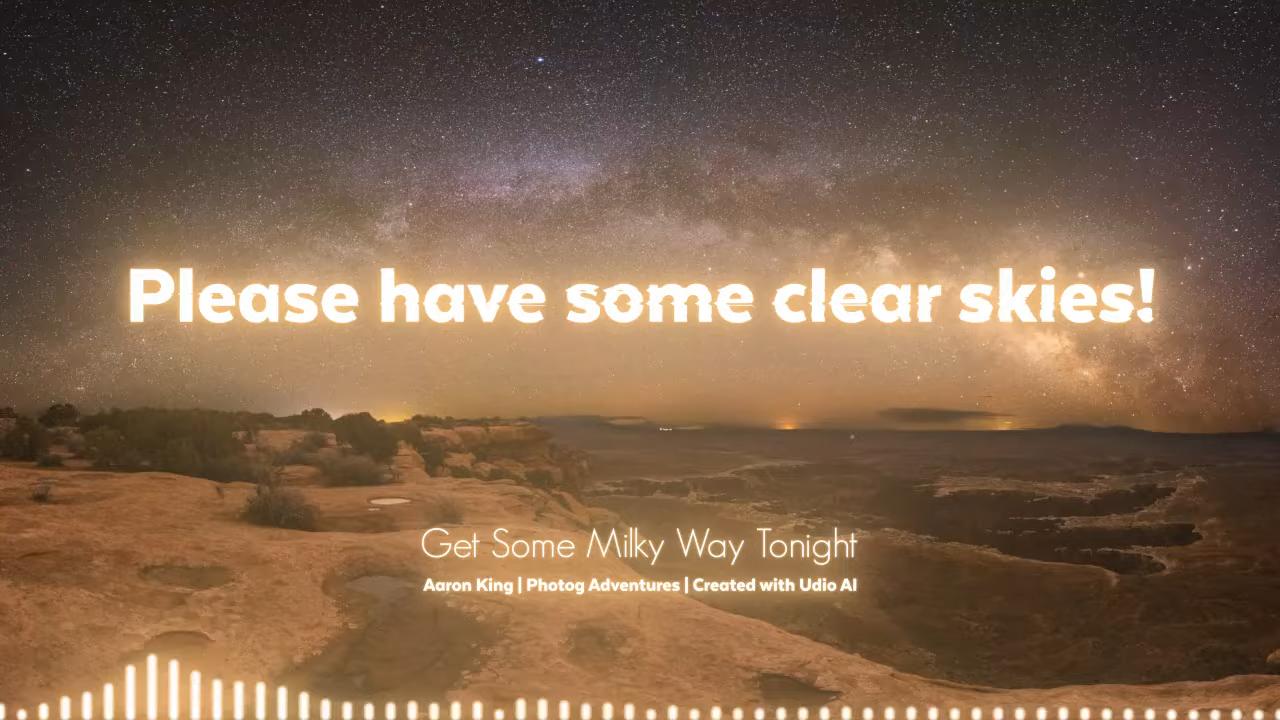 Please have some clear skies!
Get Some Milky Way Tonight
Aaron King | Photog Adventures | Created with Udio AI